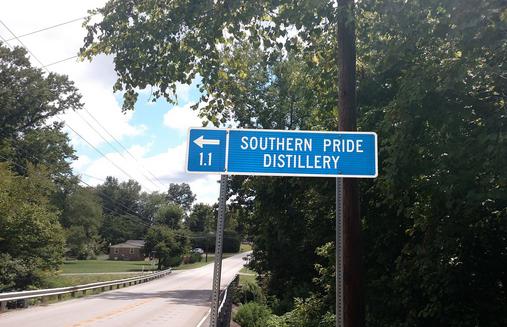 ←
1.1
SOUTHERN PRIDE
DISTILLERY